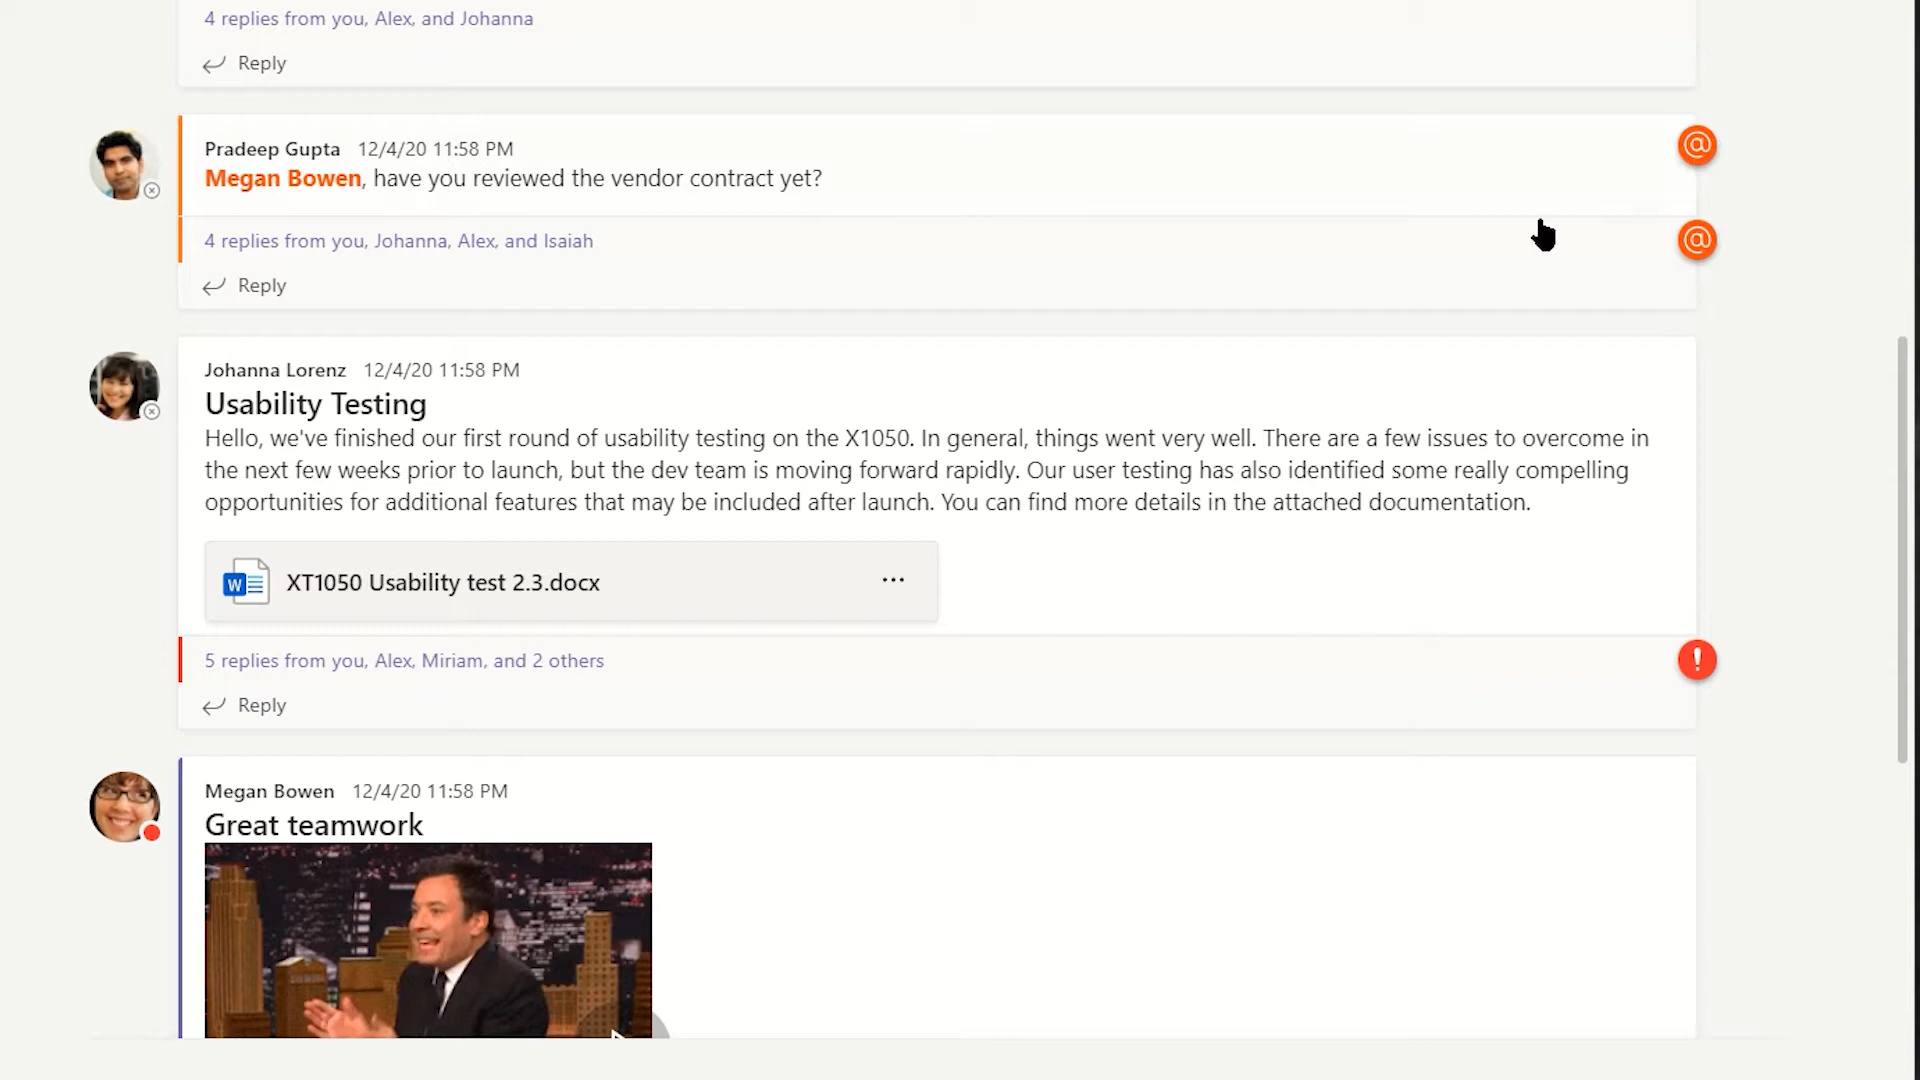 4 replies from you, Alex, and Johanna
Reply
Pradeep Gupta 12/4/20 11:58 PM
Megan Bowen, have you reviewed the vendor contract yet?
4 replies from you, Johanna, Alex, and Isaiah
Reply
Johanna Lorenz 12/4/20 11:58 PM
Usability Testing
Hello, we've finished our first round of usability testing on the X1050. In general, things went very well. There are a few issues to overcome in
the next few weeks prior to launch, but the dev team is moving forward rapidly. Our user testing has also identified some really compelling
opportunities for additional features that may be included after launch. You can find more details in the attached documentation.
W XT1050 Usability test 2.3.docx ...
5 replies from you, Alex, Miriam, and 2 others
Reply
Megan Bowen 12/4/20 11:58 PM
Great teamwork